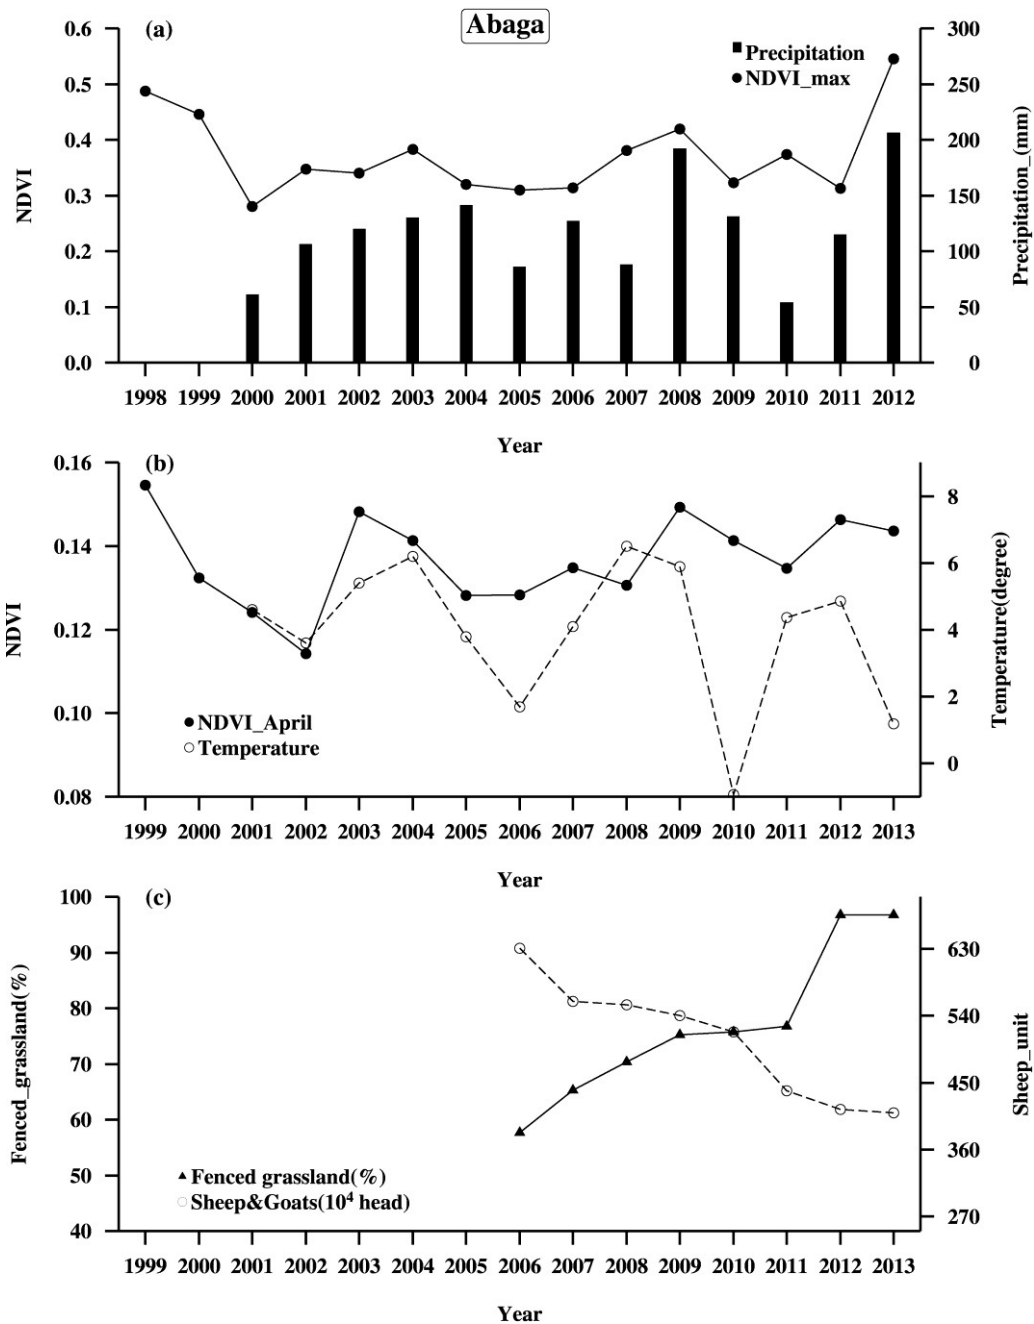 Abaga
(a)
Precipitation
NDVI_max
NDVI
0.6
0.5
0.4
0.3
0.2
0.1
0.0
300
250
200
150
100
50
0
Precipitation_(mm)
1998 1999 2000 2001 2002 2003 2004 2005 2006 2007 2008 2009 2010 2011 2012
Year
(b)
NDVI
0.16
0.14
0.12
0.10
0.08
8
6
4
2
0
Temperature(degree)
NDVI_April
Temperature
1999 2000 2001 2002 2003 2004 2005 2006 2007 2008 2009 2010 2011 2012 2013
Year
(c)
Fenced_grassland(%)
100
90
80
70
60
50
40
630
540
450
360
270
Sheep_unit
Fenced grassland(%)
Sheep&Goats(10⁴ head)
1999 2000 2001 2002 2003 2004 2005 2006 2007 2008 2009 2010 2011 2012 2013
Year